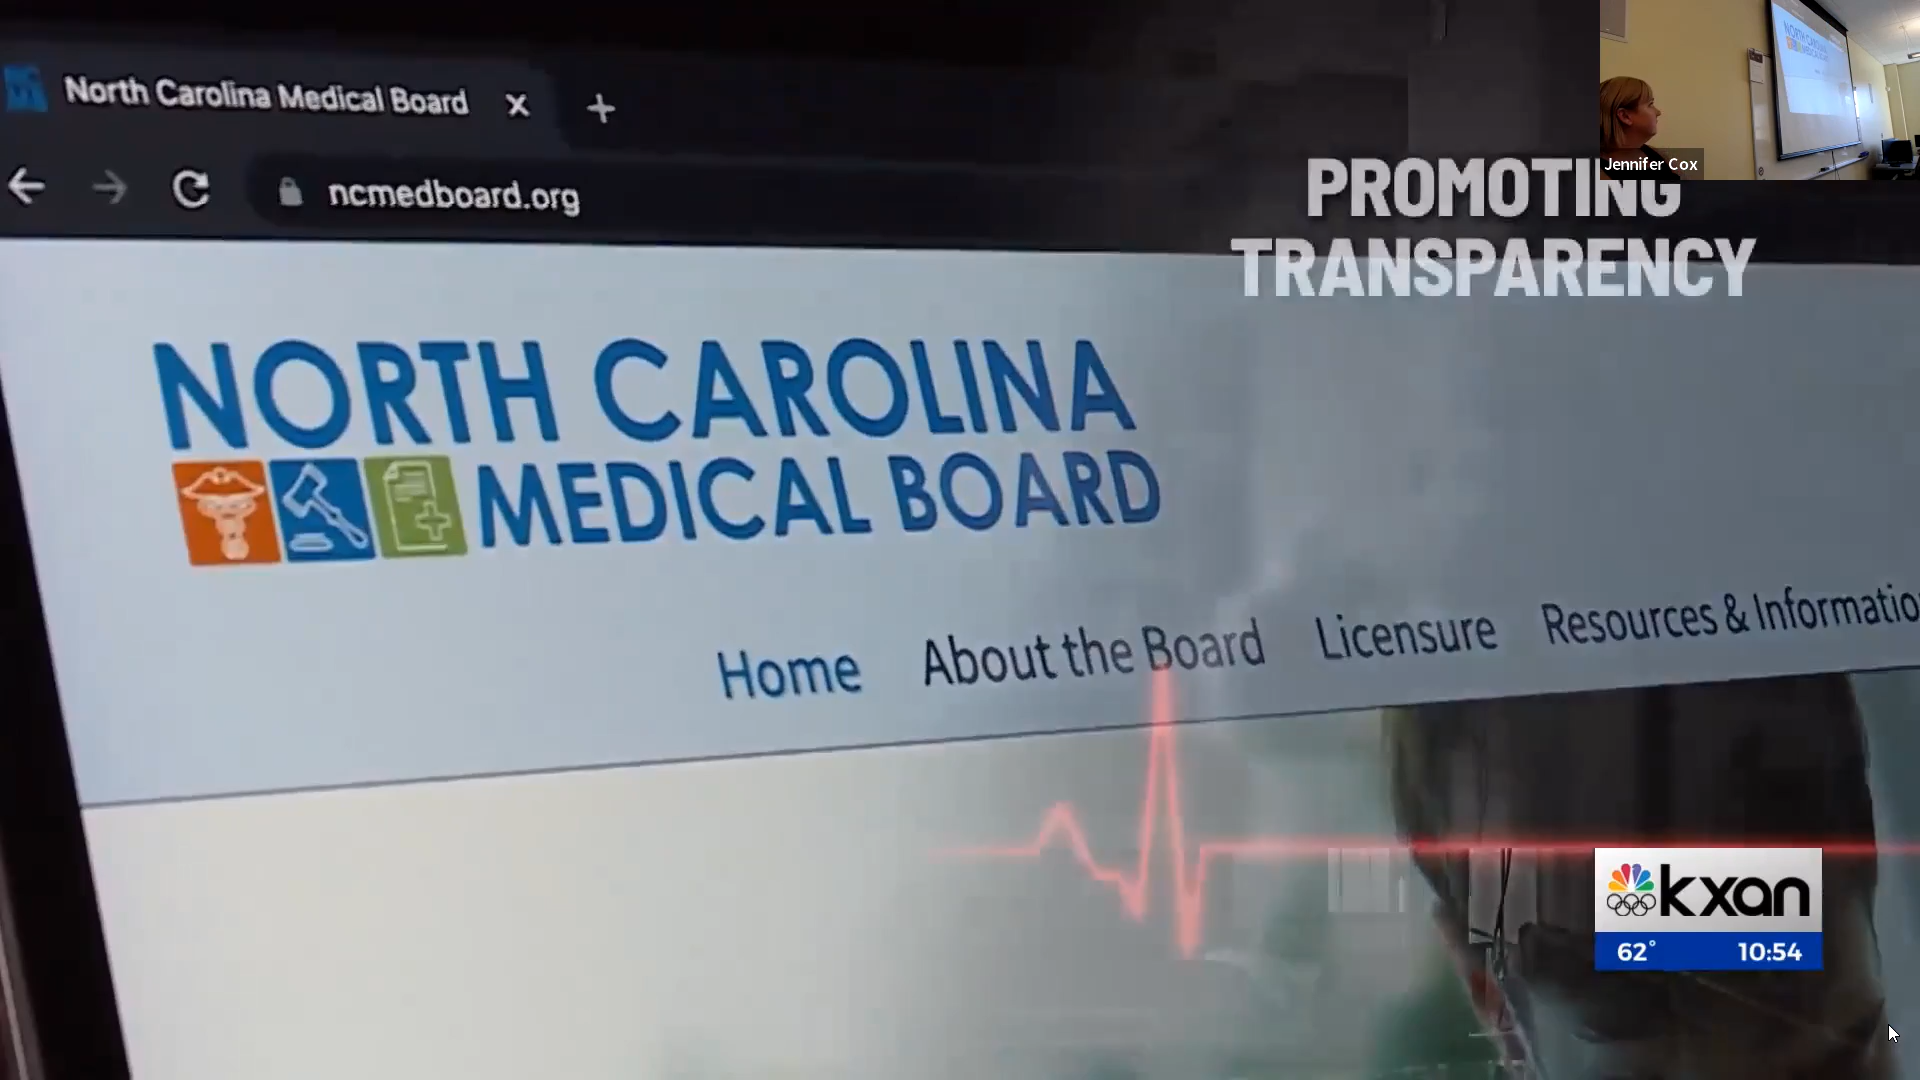 North Carolina Medical Board
ncmedboard.org
Jennifer Cox
PROMOTING
TRANSPARENCY
NORTH CAROLINA
MEDICAL BOARD
Home About the Board Licensure Resources & Informatio
kxan
62° 10:54